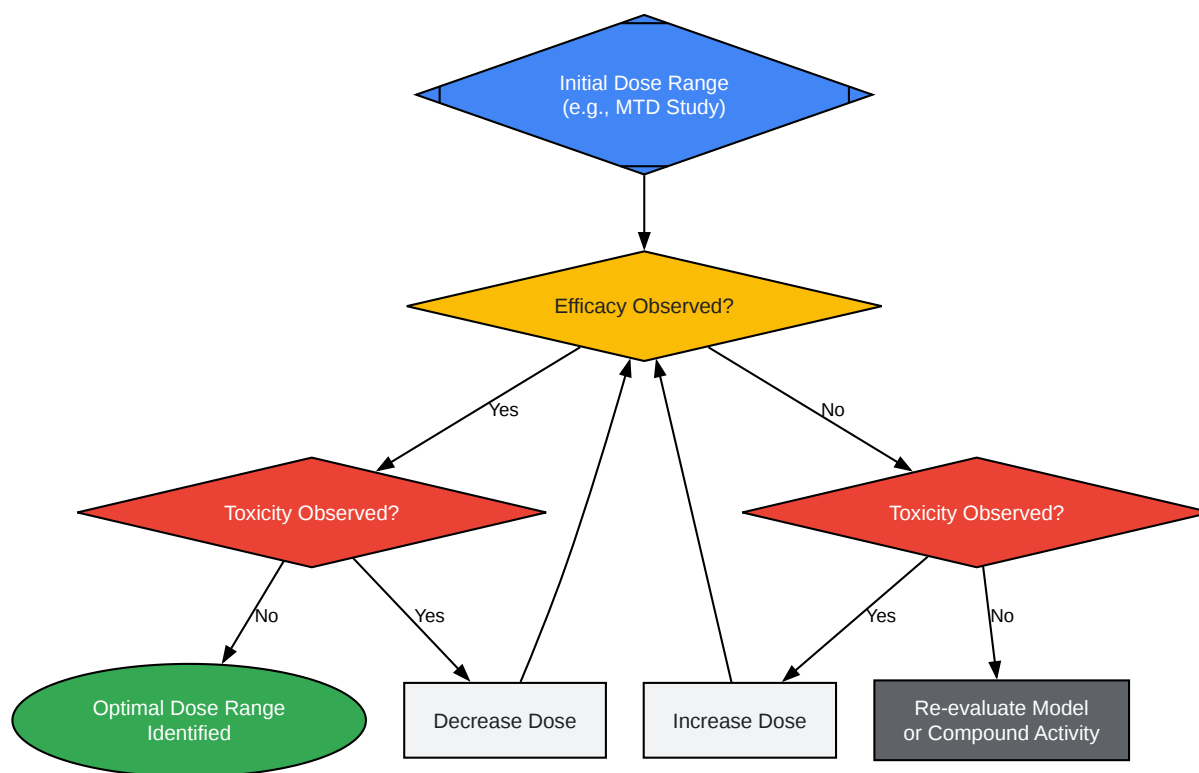 Initial Dose Range
(e.g., MTD Study)
Efficacy Observed?
Yes
No
Toxicity Observed?
Toxicity Observed?
No
Yes
Yes
No
Optimal Dose Range
Identified
Decrease Dose
Increase Dose
Re-evaluate Model
or Compound Activity